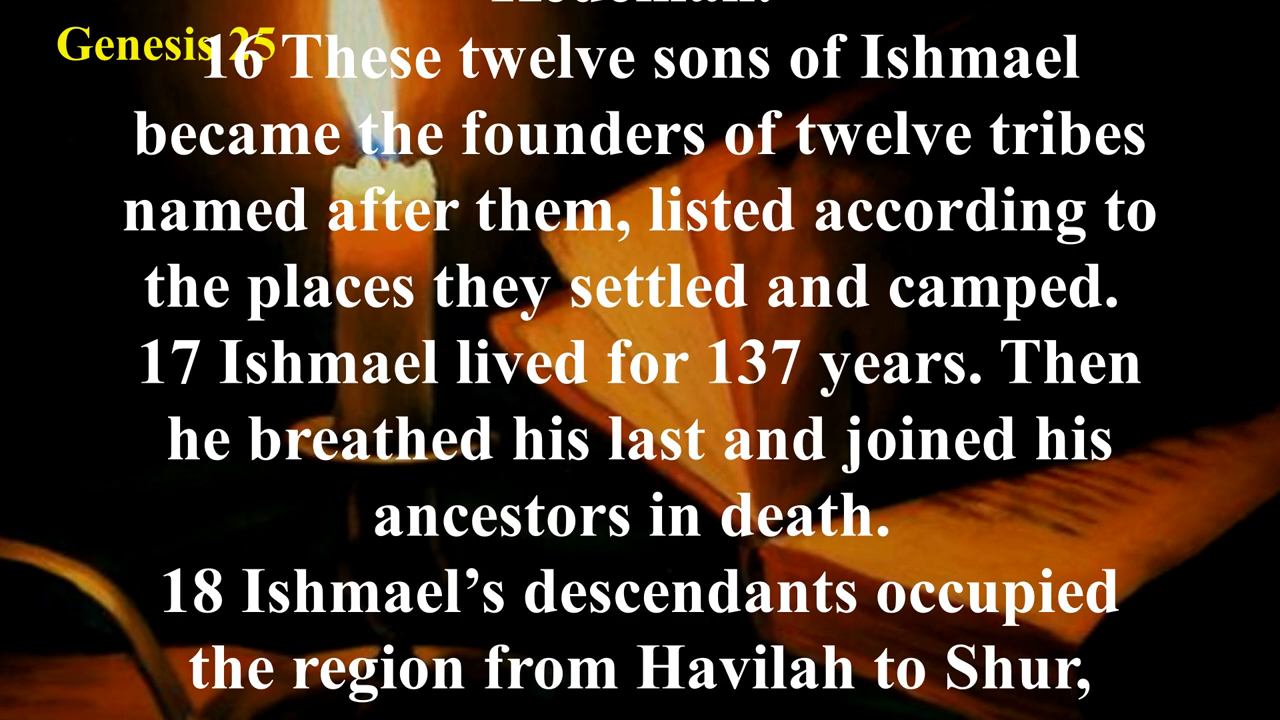 Genesis 25
16 These twelve sons of Ishmael
became the founders of twelve tribes
named after them, listed according to
the places they settled and camped.
17 Ishmael lived for 137 years. Then
he breathed his last and joined his
ancestors in death.
18 Ishmael’s descendants occupied
the region from Havilah to Shur,